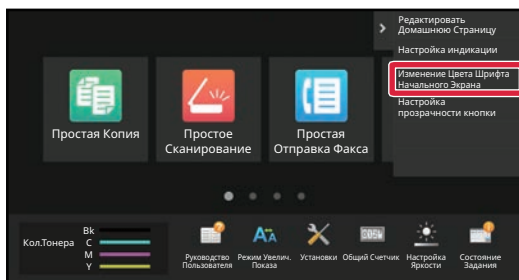 Редактировать
Домашнюю Страницу
Настройка индикации
Изменение Цвета Шрифта
Начального Экрана
Настройка
прозрачности кнопки
Простая Копия
Простое
Сканирование
Простая
Отправка Факса
Кол.Тонера
Bk
C
M
Y
Руководство
Пользователя
Режим Увелич.
Показа
Установки
Общий Счетчик
Настройка
Яркости
Состояние
Задания